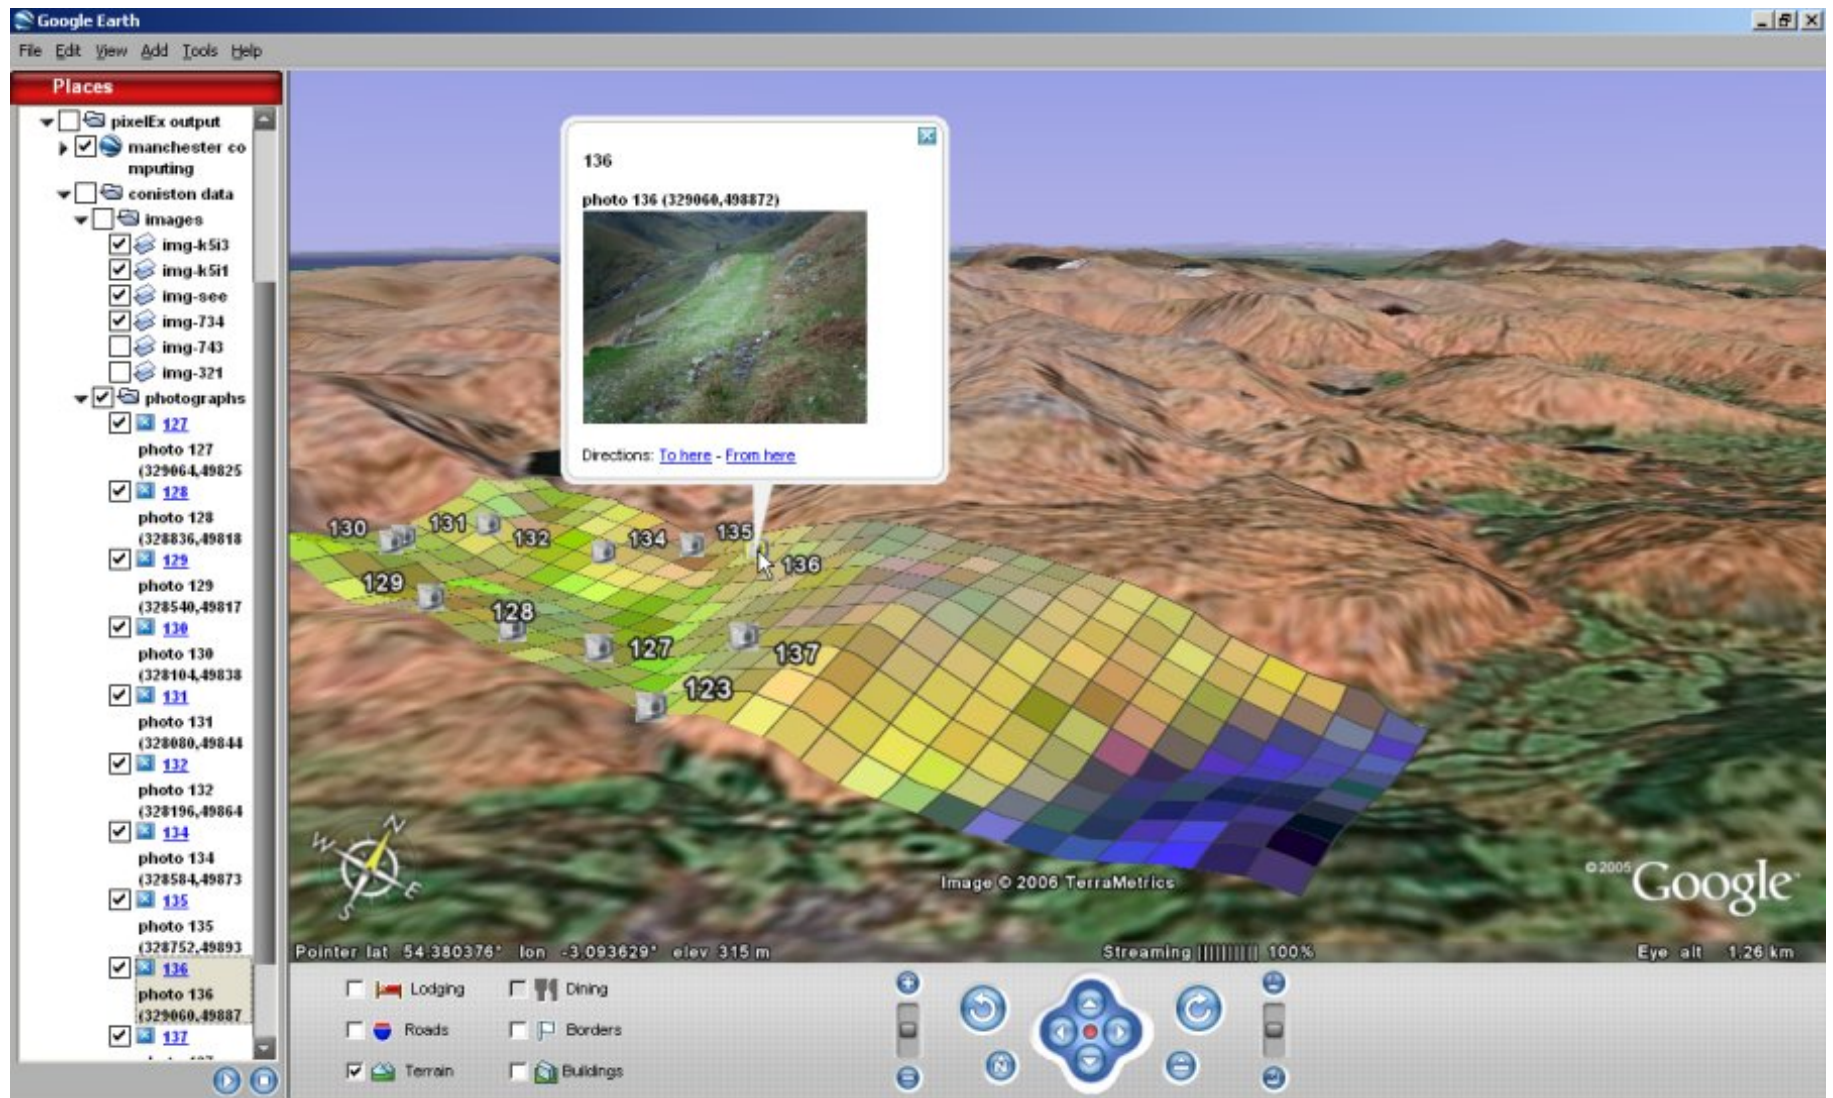 Google Earth
File Edit View Add Tools Help
Places
pixelEx output
manchester co
mputing
coniston data
images
img-k5i3
img-k5i1
img-see
img-734
img-743
img-321
photographs
127
photo 127
(329064,49825
128
photo 128
(328836,49818
129
photo 129
(328540,49817
130
photo 130
(328104,49838
131
photo 131
(328080,49844
132
photo 132
(328196,49864
134
photo 134
(328584,49873
135
photo 135
(328752,49893
136
photo 136
(329060,49887
137
136
photo 136 (329060,498872)
Directions: To here - From here
130
131
132
134
135
136
129
128
127
137
123
N
W
E
S
Image © 2006 TerraMetrics
©2005 Google
Pointer lat 54.380376° lon -3.093629° elev 315 m
Streaming |||||||||| 100%
Eye alt 1.26 km
Lodging
Dining
Roads
Borders
Terrain
Buildings
N